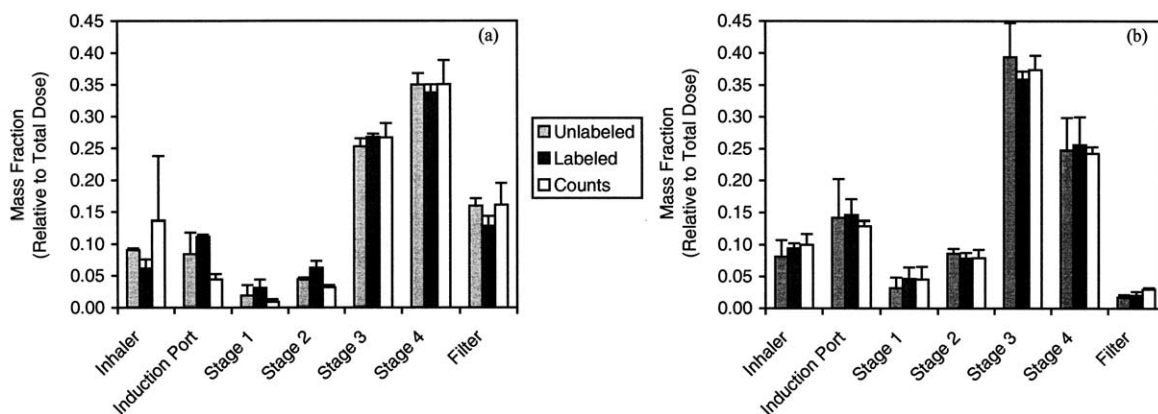 Mass Fraction
(Relative to Total Dose)
0.45
0.40
0.35
0.30
0.25
0.20
0.15
0.10
0.05
0.00
(a)
Inhaler
Induction Port
Stage 1
Stage 2
Stage 3
Stage 4
Filter
Unlabeled
Labeled
Counts
Mass Fraction
(Relative to Total Dose)
0.45
0.40
0.35
0.30
0.25
0.20
0.15
0.10
0.05
0.00
(b)
Inhaler
Induction Port
Stage 1
Stage 2
Stage 3
Stage 4
Filter